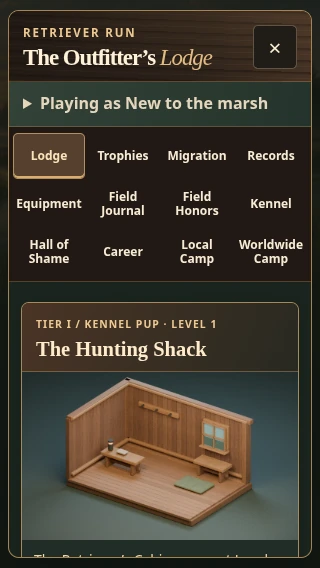 RETRIEVER RUN
The Outfitter's Lodge
×
▶ Playing as New to the marsh
Lodge Trophies Migration Records
Equipment Field Journal Field Honors Kennel
Hall of Shame Career Local Camp Worldwide Camp
TIER I / KENNEL PUP · LEVEL 1
The Hunting Shack